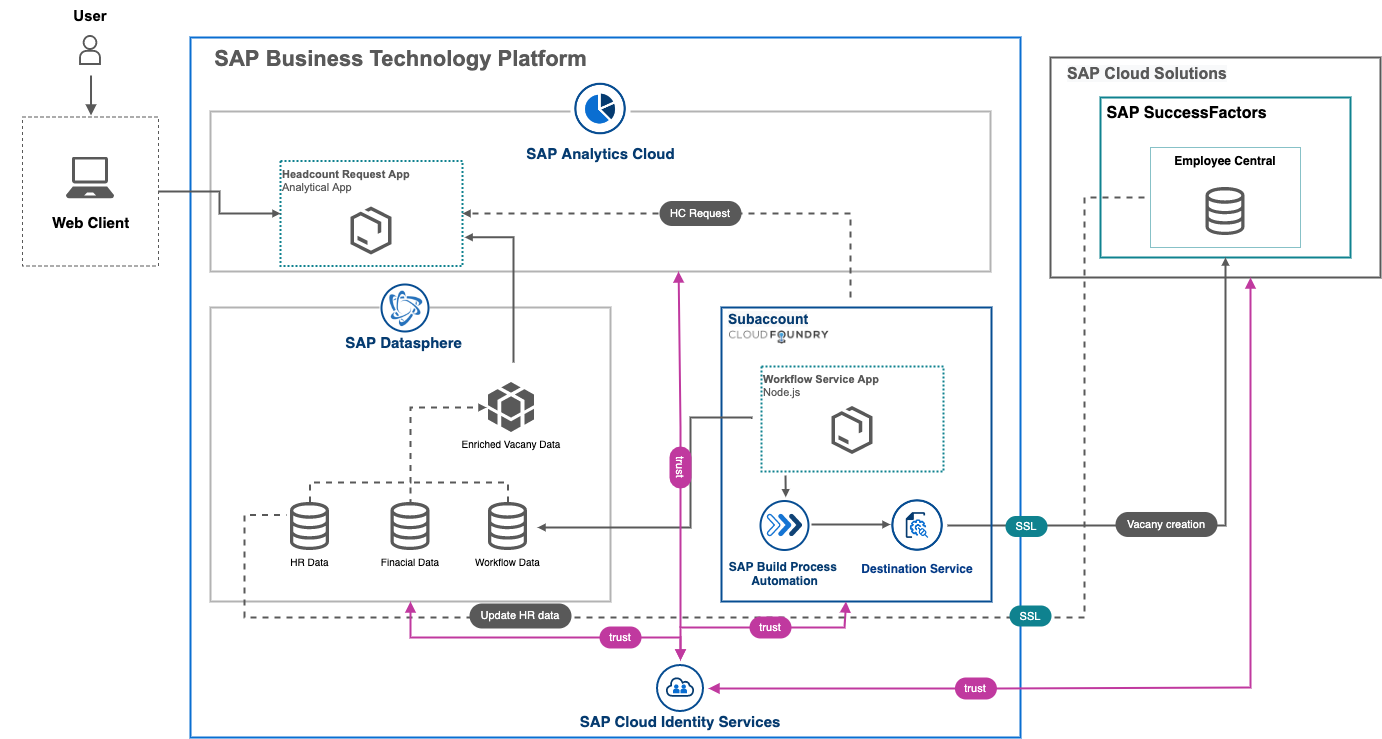 User
SAP Business Technology Platform
SAP Cloud Solutions
SAP SuccessFactors
Employee Central
SAP Analytics Cloud
Headcount Request App
Analytical App
Web Client
HC Request
SAP Datasphere
Subaccount
CLOUD FOUNDRY
Workflow Service App
Node.js
Enriched Vacancy Data
trust
HR Data
Finacial Data
Workflow Data
SSL
Vacany creation
SAP Build Process
Automation
Destination Service
Update HR data
SSL
trust
trust
trust
SAP Cloud Identity Services